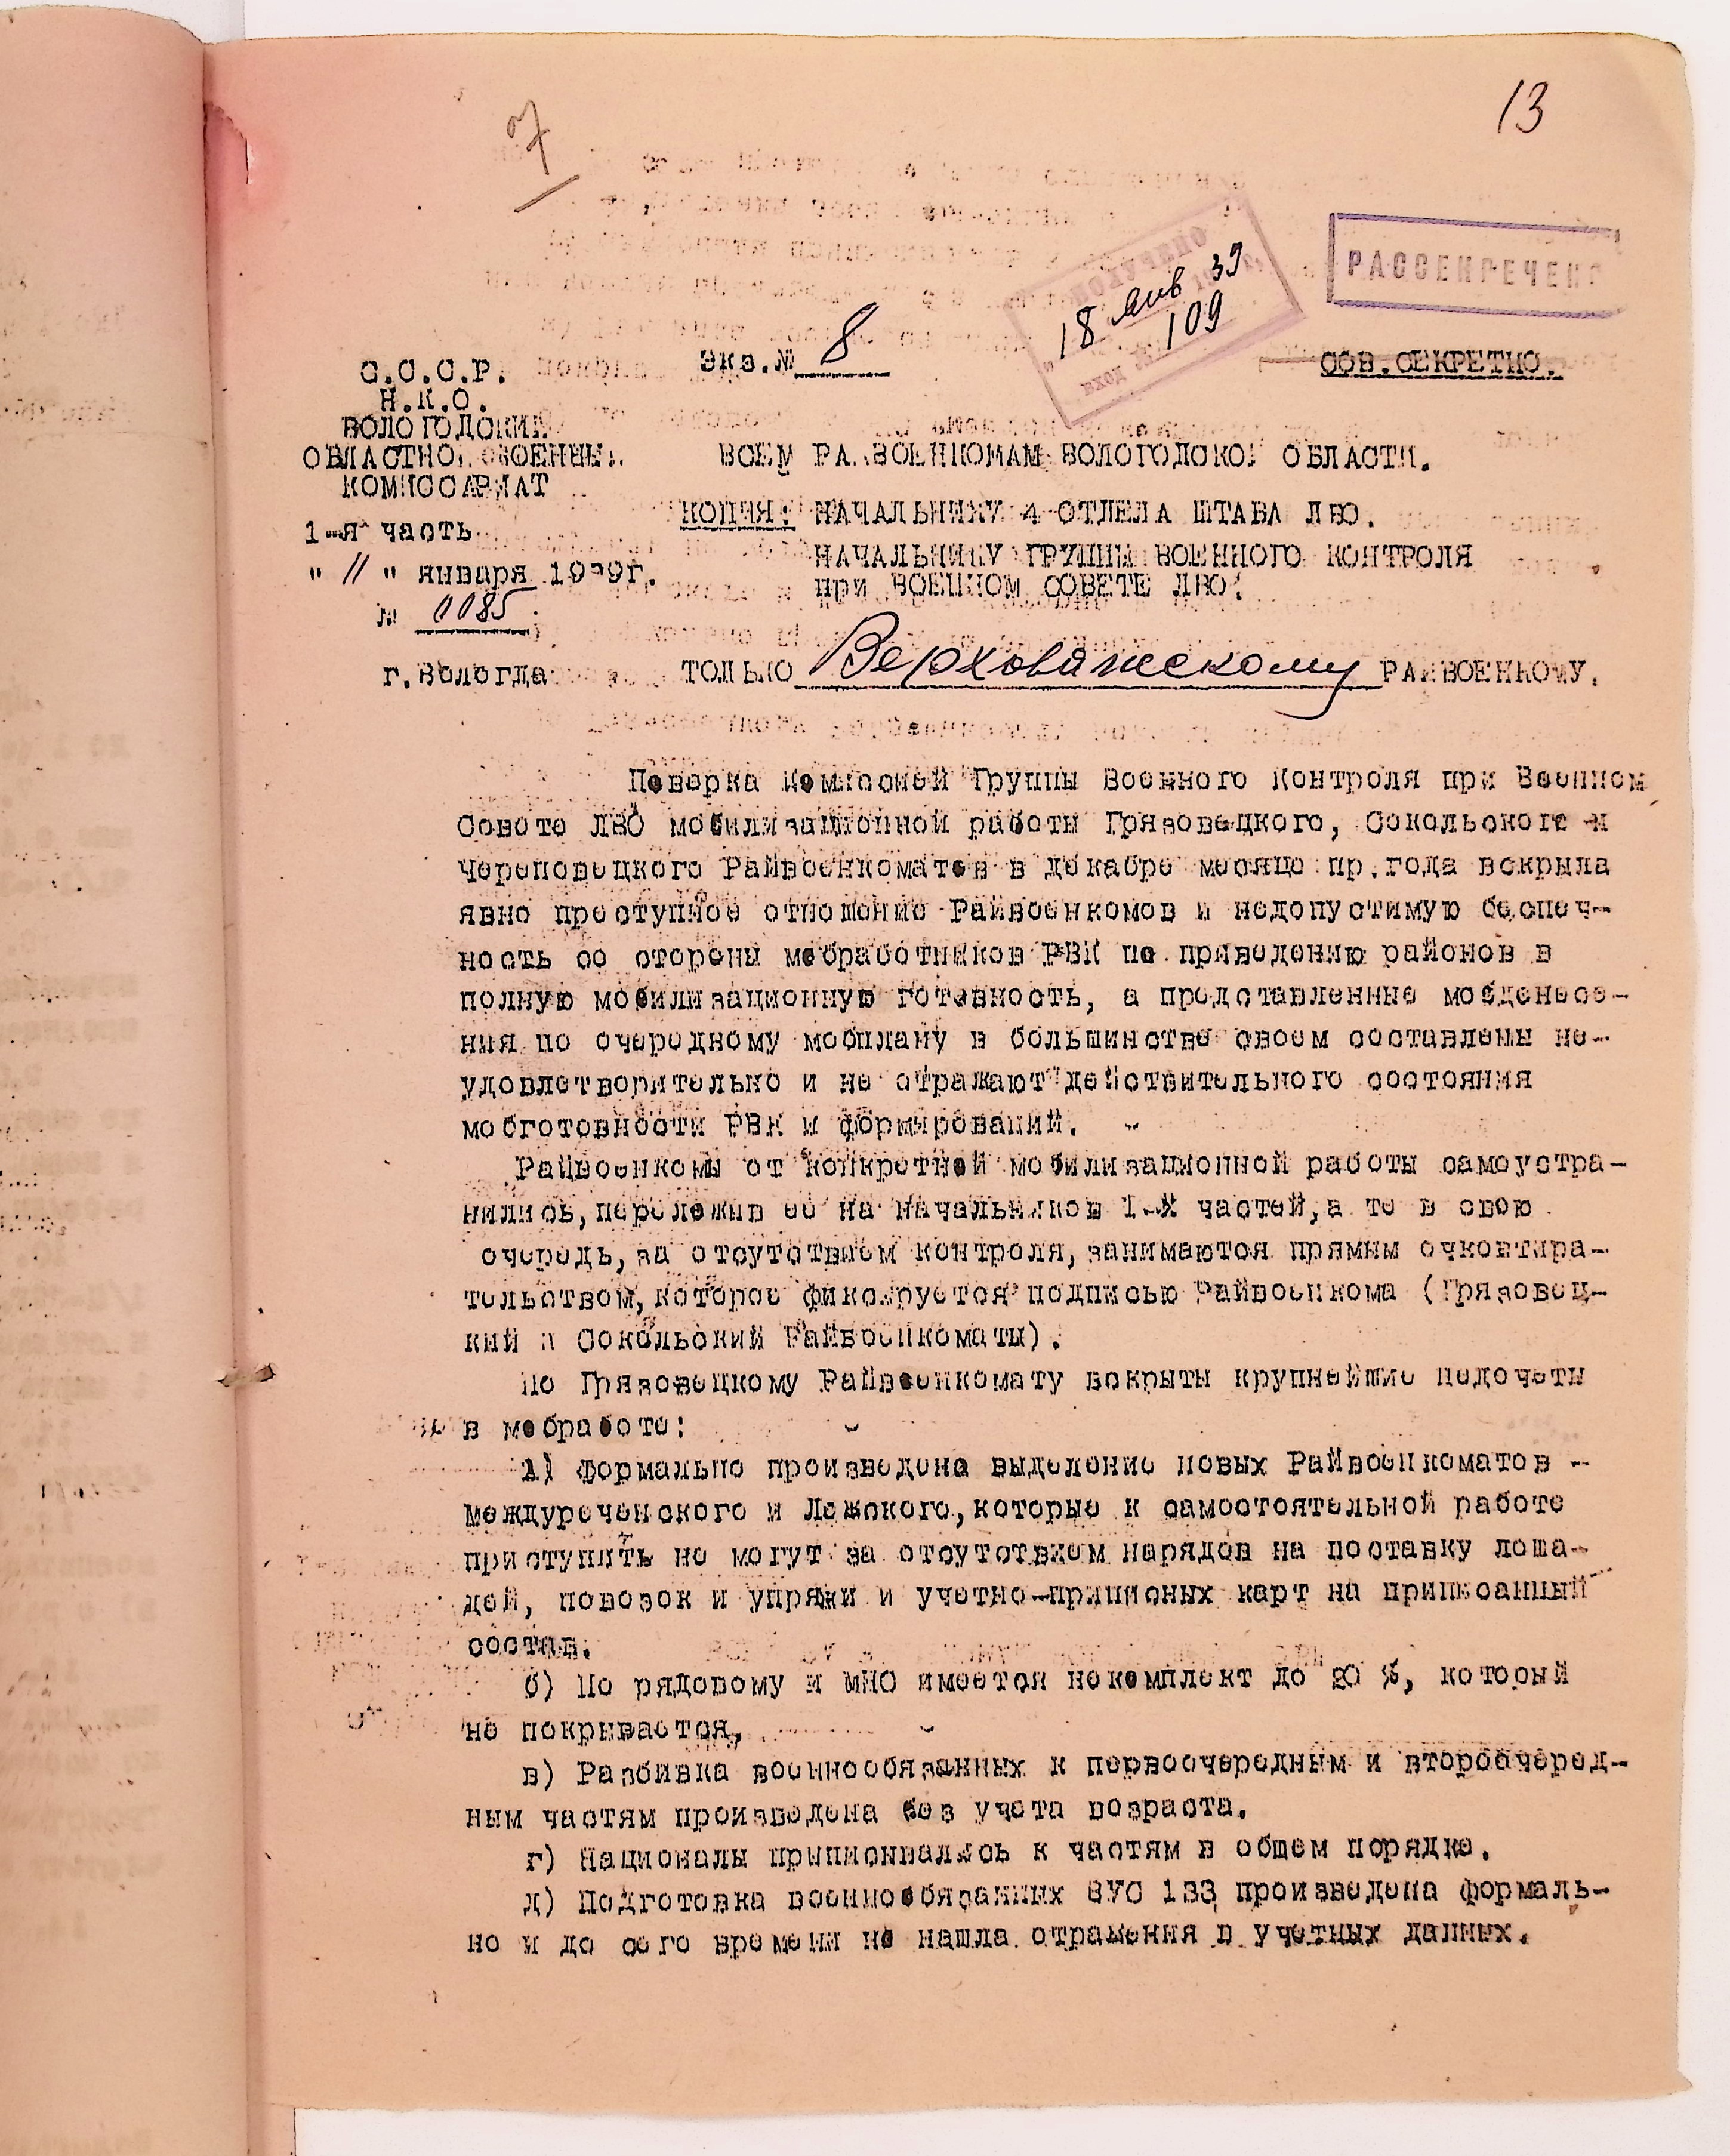 13
7
РАССЕКРЕЧЕНО
18 янв 39
109
Экз.№ 8
СОВ.СЕКРЕТНО.
С.С.С.Р.
Н.К.О.
ВОЛОГОДСКИЙ
ОБЛАСТНОЙ ВОЕННЫЙ
КОМИССАРИАТ
1-я часть
" 11 " января 1939г.
№ 0085
г.Вологда
ВСЕМ РАЙВОЕНКОМАМ ВОЛОГОДСКОЙ ОБЛАСТИ.
КОПИЯ: НАЧАЛЬНИКУ 4 ОТДЕЛА ШТАБА ЛВО.
НАЧАЛЬНИКУ ГРУППЫ ВОЕННОГО КОНТРОЛЯ
при ВОЕННОМ СОВЕТЕ ЛВО.
ТОЛЬКО Верховажскому РАЙВОЕНКОМУ.
Поверка Комиссией Группы Военного Контроля при Военном
Совете ЛВО мобилизационной работы Грязовецкого, Сокольского и
Череповецкого Райвоенкоматов в декабре месяце пр.года вскрыла
явно преступное отношение Райвоенкомов и недопустимую беспеч-
ность со стороны мобработников РВК по приведению районов в
полную мобилизационную готовность, а представленные мобдонесе-
ния по очередному мобплану в большинстве своем составлены не-
удовлетворительно и не отражают действительного состояния
мобготовности РВК и формирований.
Райвоенкомы от конкретной мобилизационной работы самоустра-
нились, переложив её на начальников 1-х частей, а те в свою
очередь, за отсутствием контроля, занимаются прямым очковтира-
тельством, которое фиксируется подписью Райвоенкома (Грязовец-
кий и Сокольский Райвоенкоматы).
По Грязовецкому Райвоенкомату вскрыты крупнейшие недочеты
в мобработе:
а) Формально произведено выделение новых Райвоенкоматов -
Междуреченского и Лежского, которые к самостоятельной работе
приступить не могут за отсутствием нарядов на поставку лоша-
дей, повозок и упряжи и учетно-приписных карт на приписанный
состав.
б) По рядовому и МНС имеется некомплект до 20 %, который
не покрывается,
в) Разбивка военнообязанных к первоочередным и второочеред-
ным частям произведена без учета возраста.
г) Националы приписывались к частям в общем порядке.
д) Подготовка военнообязанных ВУС 133 произведена формаль-
но и до сего времени не нашла отражения в учетных данных.